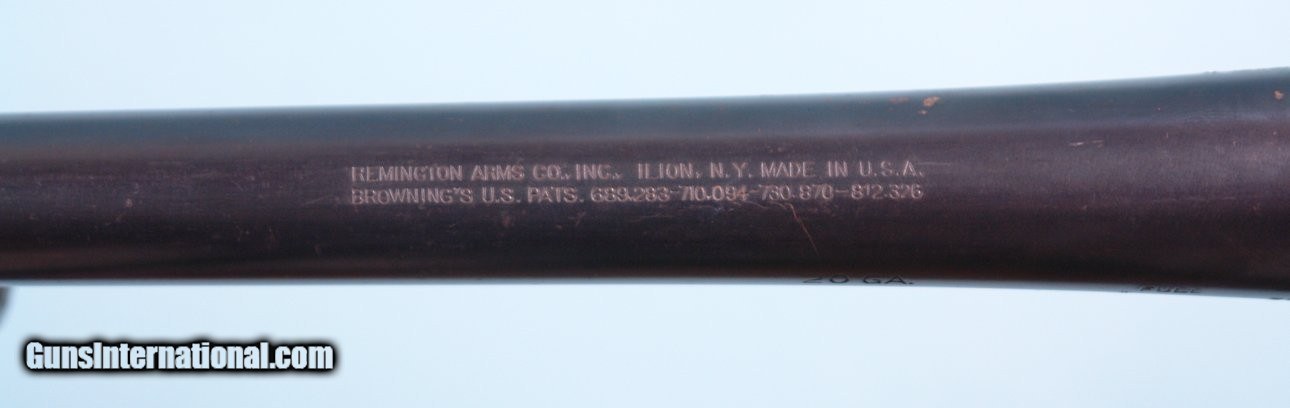 REMINGTON ARMS CO., INC., ILION, N.Y. MADE IN U.S.A.
BROWNING'S U.S. PATS. 689.283-710.094-730.870-812.326
20 GA.
FULL
GunsInternational.com